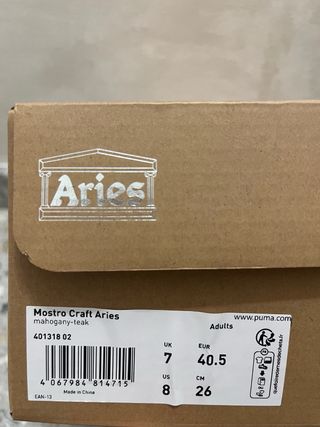 Aries
Mostro Craft Aries
mahogany-teak
www.puma.com
Adults
401318 02
UK
EUR
7
40.5
US
CM
8
26
4 067984 814715
EAN-13
Made in China